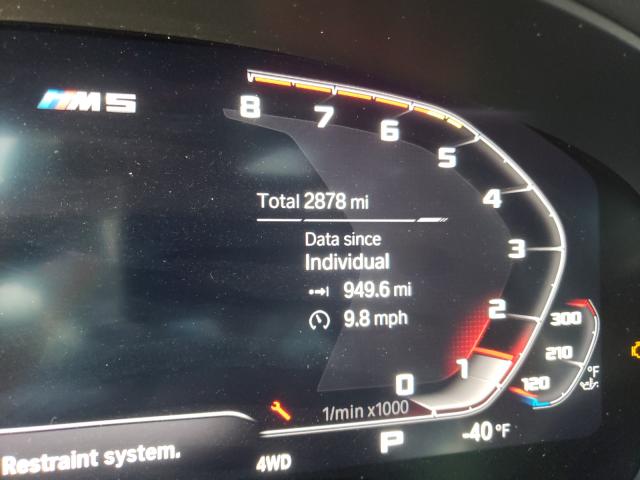 M5
8
7
6
5
4
3
2
1
0
Total 2878 mi
Data since
Individual
949.6 mi
9.8 mph
300
210
120
°F
1/min x1000
P
-40 °F
Restraint system.
4WD